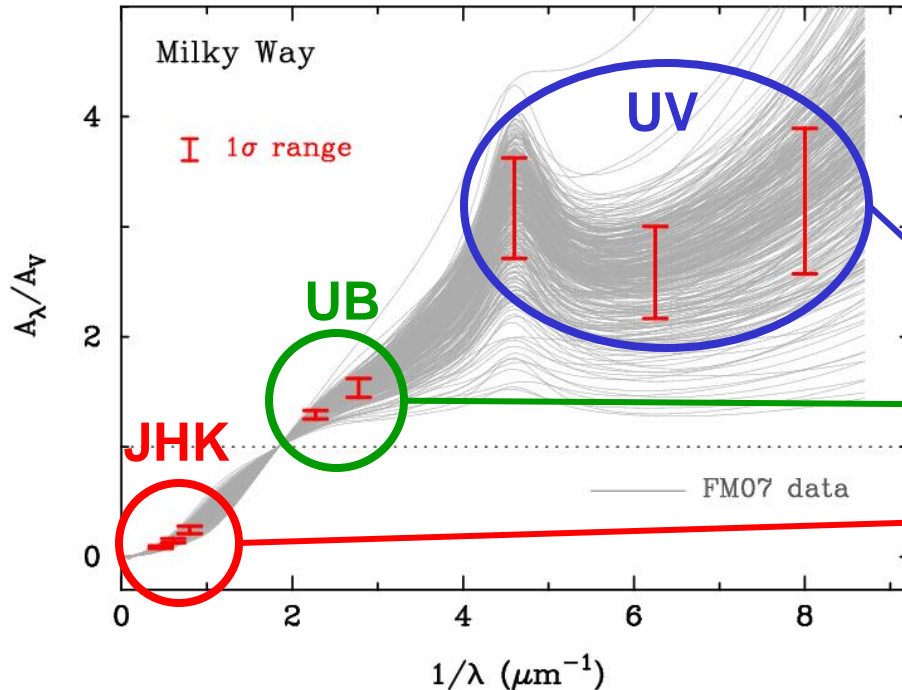 Milky Way
1σ range
UV
UB
JHK
FM07 data
A_λ/A_V
4
2
0
0
2
4
6
8
1/λ (μm⁻¹)